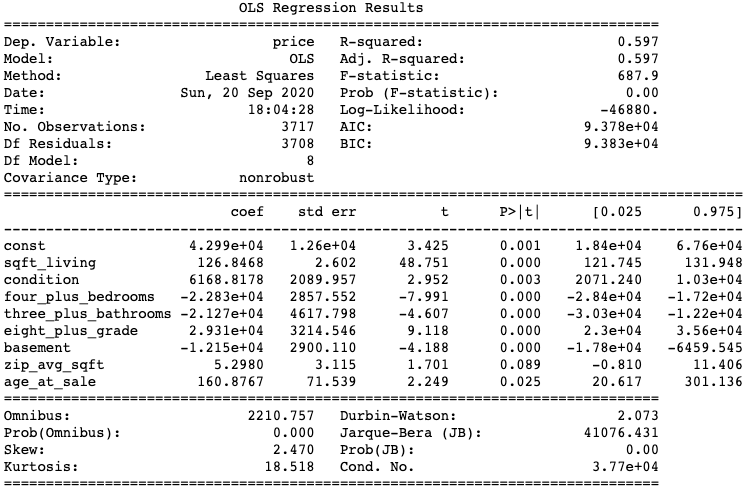 OLS Regression Results
==============================================================================
Dep. Variable: price R-squared: 0.597
Model: OLS Adj. R-squared: 0.597
Method: Least Squares F-statistic: 687.9
Date: Sun, 20 Sep 2020 Prob (F-statistic): 0.00
Time: 18:04:28 Log-Likelihood: -46880.
No. Observations: 3717 AIC: 9.378e+04
Df Residuals: 3708 BIC: 9.383e+04
Df Model: 8
Covariance Type: nonrobust
========================================================================================
coef std err t P>|t| [0.025 0.975]
----------------------------------------------------------------------------------------
const 4.299e+04 1.26e+04 3.425 0.001 1.84e+04 6.76e+04
sqft_living 126.8468 2.602 48.751 0.000 121.745 131.948
condition 6168.8178 2089.957 2.952 0.003 2071.240 1.03e+04
four_plus_bedrooms -2.283e+04 2857.552 -7.991 0.000 -2.84e+04 -1.72e+04
three_plus_bathrooms -2.127e+04 4617.798 -4.607 0.000 -3.03e+04 -1.22e+04
eight_plus_grade 2.931e+04 3214.546 9.118 0.000 2.3e+04 3.56e+04
basement -1.215e+04 2900.110 -4.188 0.000 -1.78e+04 -6459.545
zip_avg_sqft 5.2980 3.115 1.701 0.089 -0.810 11.406
age_at_sale 160.8767 71.539 2.249 0.025 20.617 301.136
==============================================================================
Omnibus: 2210.757 Durbin-Watson: 2.073
Prob(Omnibus): 0.000 Jarque-Bera (JB): 41076.431
Skew: 2.470 Prob(JB): 0.00
Kurtosis: 18.518 Cond. No. 3.77e+04
==============================================================================